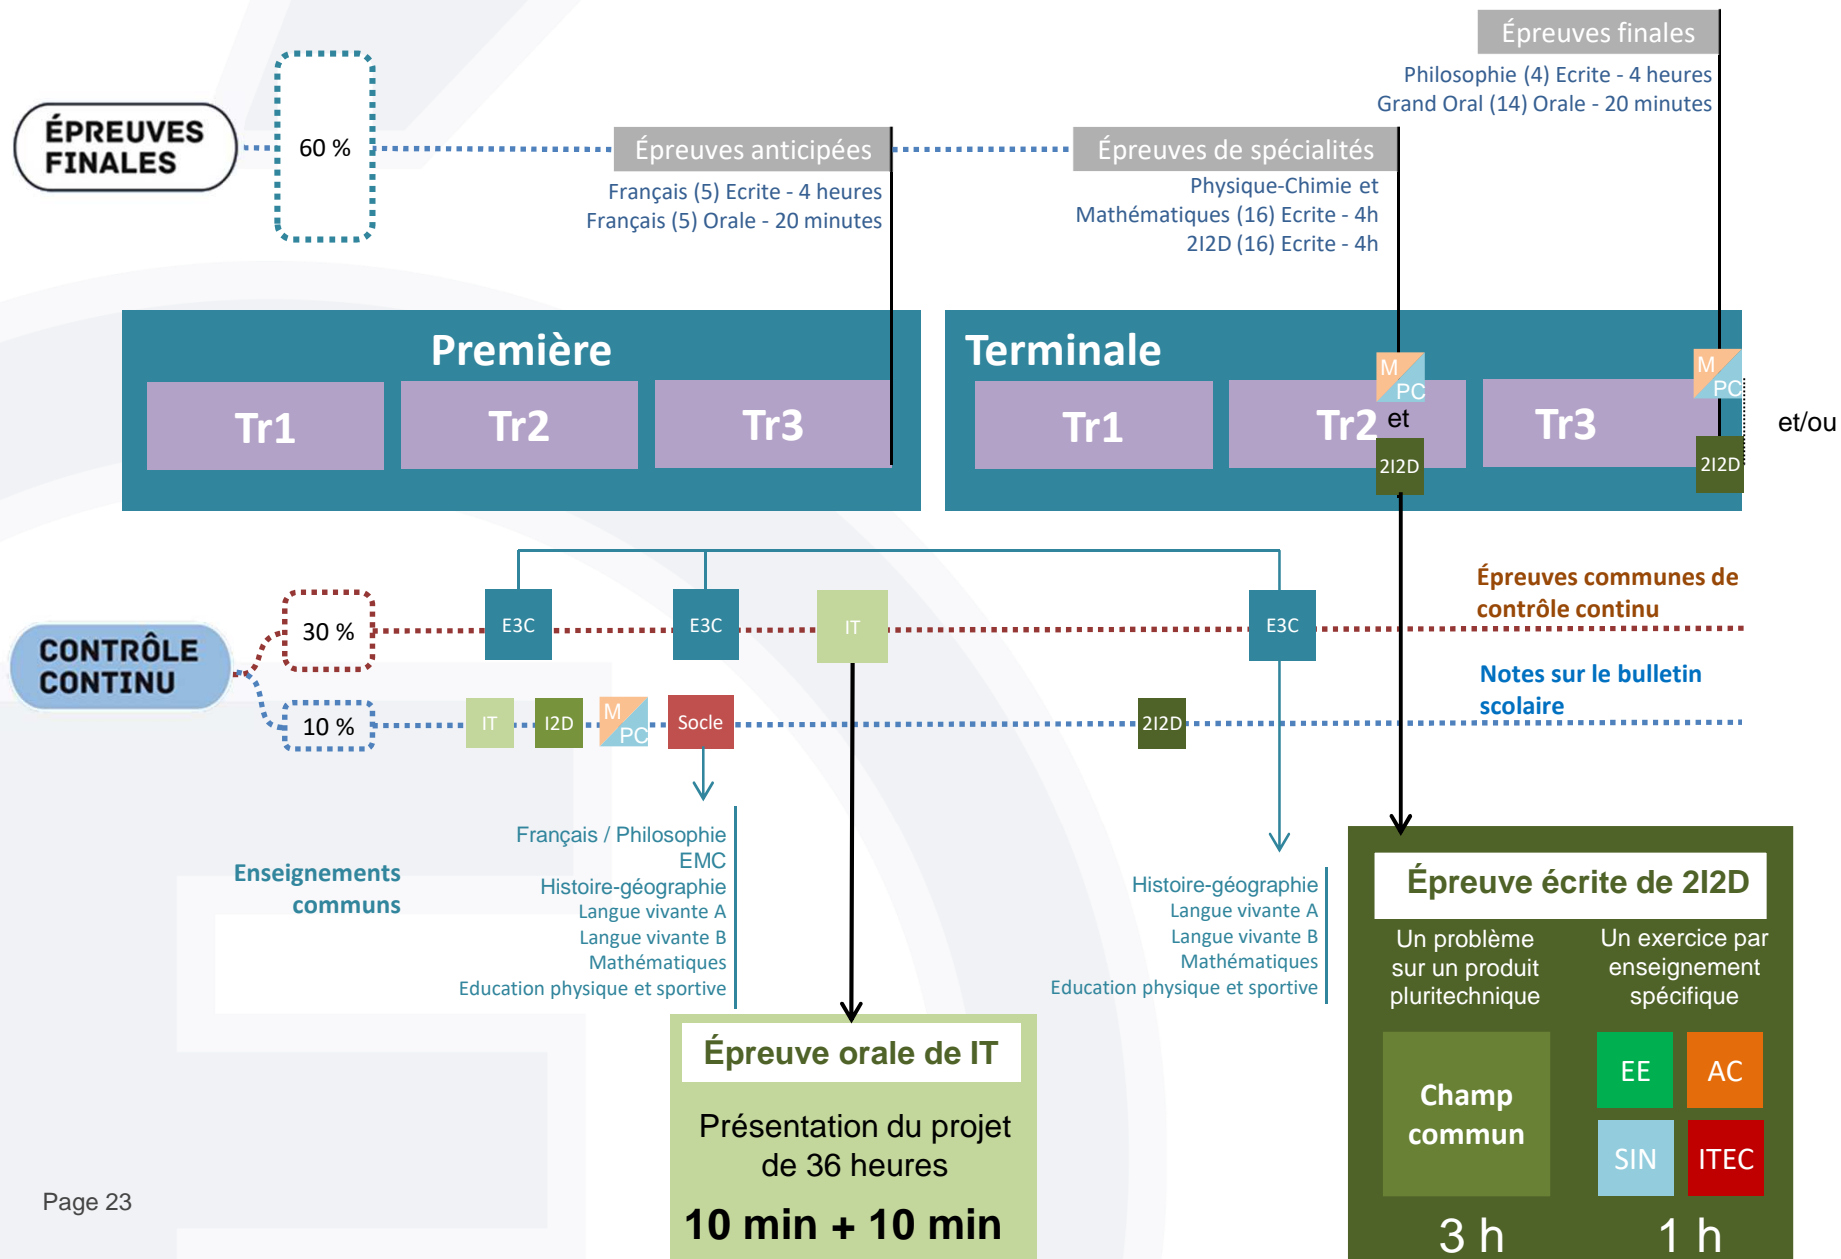 Épreuves finales
Philosophie (4) Ecrite - 4 heures
Grand Oral (14) Orale - 20 minutes
ÉPREUVES
FINALES
60 %
Épreuves anticipées
Français (5) Ecrite - 4 heures
Français (5) Orale - 20 minutes
Épreuves de spécialités
Physique-Chimie et
Mathématiques (16) Ecrite - 4h
2I2D (16) Ecrite - 4h
Première
Tr1
Tr2
Tr3
Terminale
Tr1
Tr2
M
PC
et
2I2D
Tr3
M
PC
2I2D
et/ou
CONTRÔLE
CONTINU
30 %
E3C
E3C
IT
E3C
Épreuves communes de
contrôle continu
10 %
IT
I2D
M
PC
Socle
2I2D
Notes sur le bulletin
scolaire
Enseignements
communs
Français / Philosophie
EMC
Histoire-géographie
Langue vivante A
Langue vivante B
Mathématiques
Education physique et sportive
Histoire-géographie
Langue vivante A
Langue vivante B
Mathématiques
Education physique et sportive
Épreuve orale de IT
Présentation du projet
de 36 heures
10 min + 10 min
Épreuve écrite de 2I2D
Un problème
sur un produit
pluritechnique
Champ
commun
3 h
Un exercice par
enseignement
spécifique
EE
AC
SIN
ITEC
1 h
Page 23